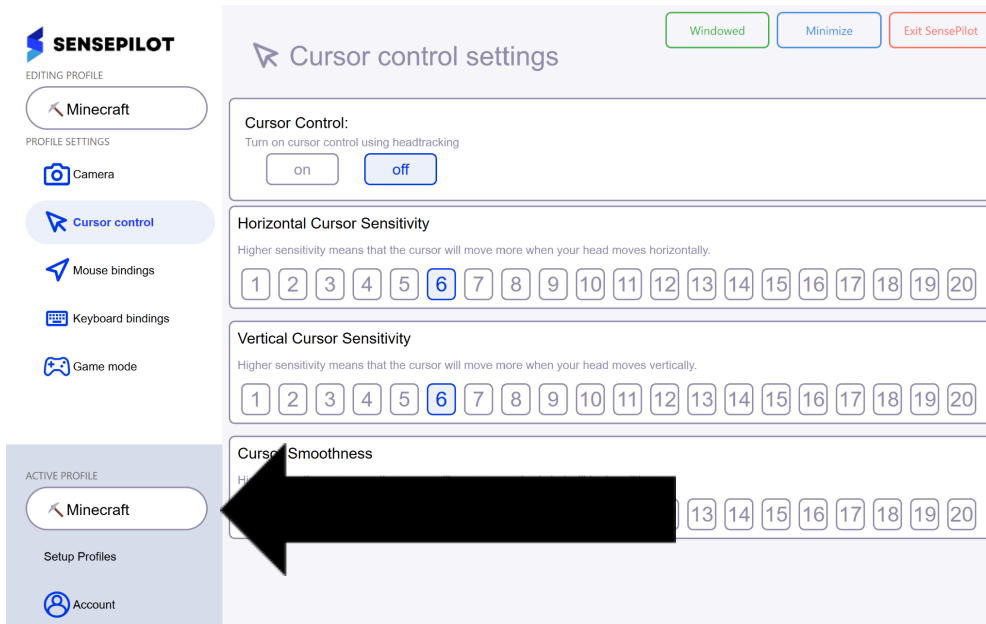 SENSEPILOT
EDITING PROFILE
Minecraft
PROFILE SETTINGS
Camera
Cursor control
Mouse bindings
Keyboard bindings
Game mode
ACTIVE PROFILE
Minecraft
Setup Profiles
Account
Windowed Minimize Exit SensePilot
Cursor control settings
Cursor Control:
Turn on cursor control using headtracking
on off
Horizontal Cursor Sensitivity
Higher sensitivity means that the cursor will move more when your head moves horizontally.
1 2 3 4 5 6 7 8 9 10 11 12 13 14 15 16 17 18 19 20
Vertical Cursor Sensitivity
Higher sensitivity means that the cursor will move more when your head moves vertically.
1 2 3 4 5 6 7 8 9 10 11 12 13 14 15 16 17 18 19 20
Cursor Smoothness
13 14 15 16 17 18 19 20